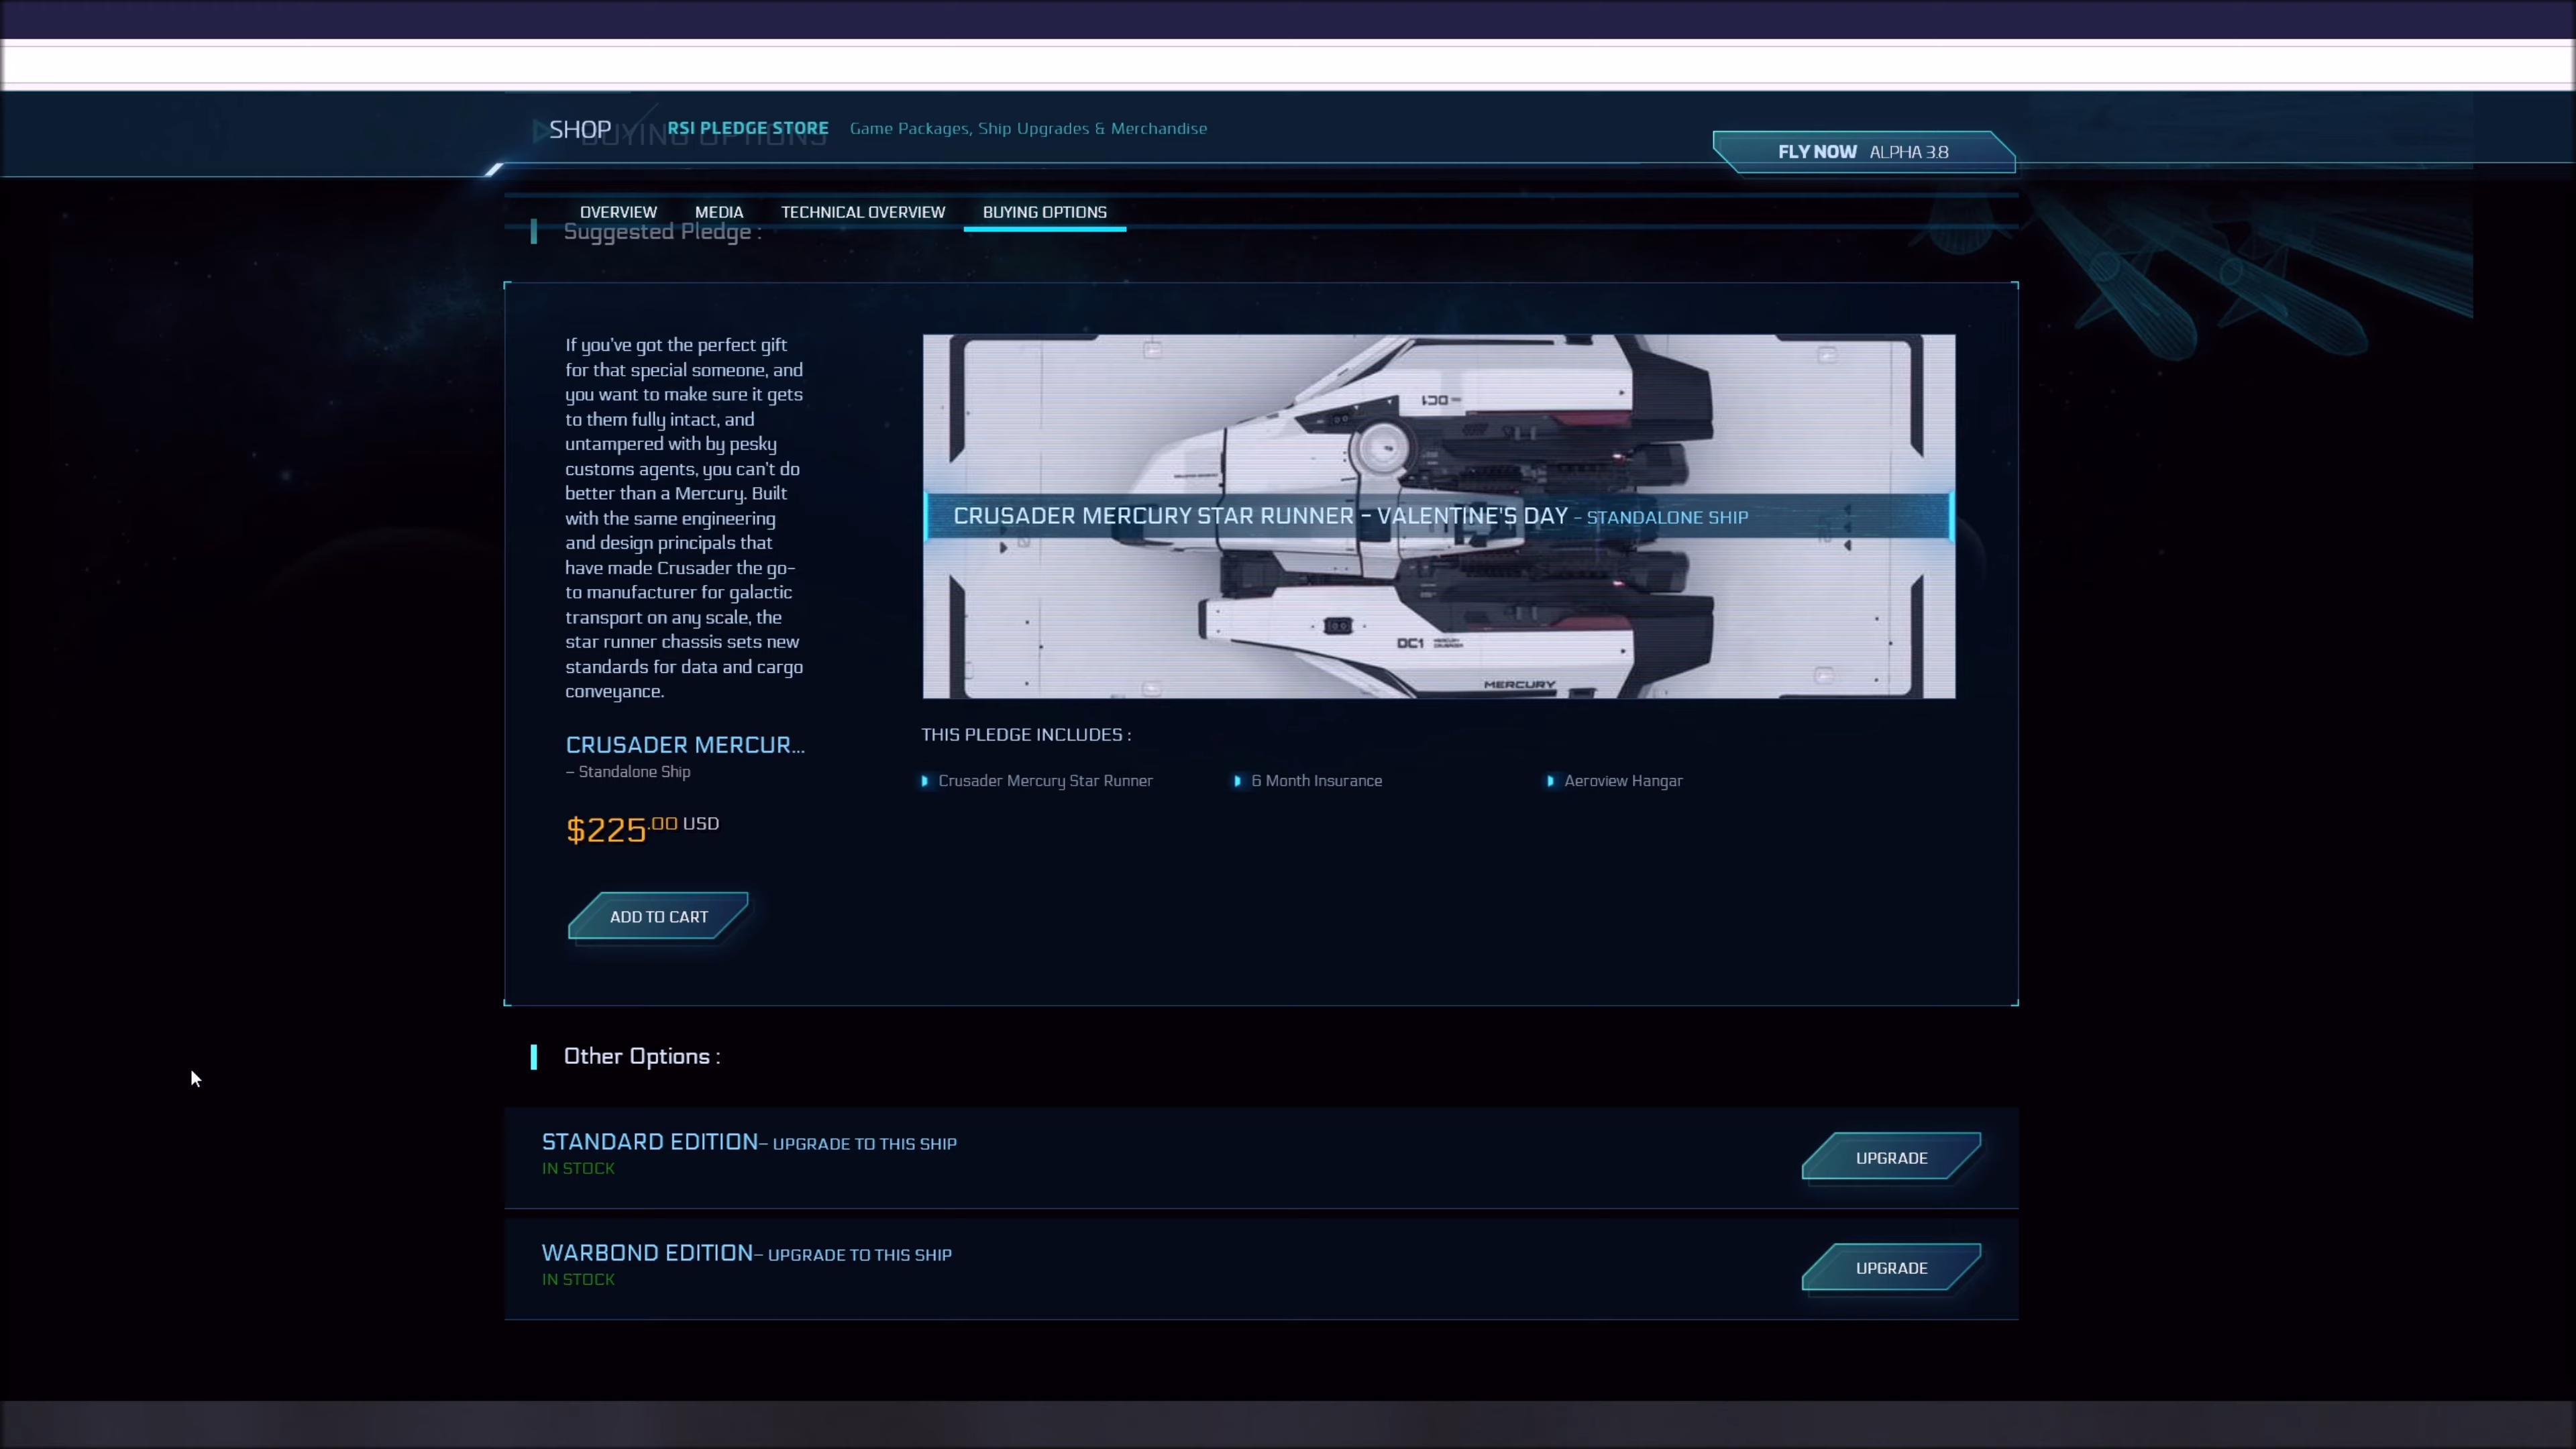 SHOP
BUYING OPTIONS
RSI PLEDGE STORE Game Packages, Ship Upgrades & Merchandise
FLY NOW ALPHA 3.8
OVERVIEW MEDIA TECHNICAL OVERVIEW BUYING OPTIONS
Suggested Pledge :
If you've got the perfect gift
for that special someone, and
you want to make sure it gets
to them fully intact, and
untampered with by pesky
customs agents, you can't do
better than a Mercury. Built
with the same engineering
and design principals that
have made Crusader the go-
to manufacturer for galactic
transport on any scale, the
star runner chassis sets new
standards for data and cargo
conveyance.
CRUSADER MERCUR...
– Standalone Ship
$225.00 USD
ADD TO CART
DC1
CRUSADER MERCURY STAR RUNNER – VALENTINE'S DAY – STANDALONE SHIP
DC1
MERCURY
THIS PLEDGE INCLUDES :
Crusader Mercury Star Runner
6 Month Insurance
Aeroview Hangar
Other Options :
STANDARD EDITION– UPGRADE TO THIS SHIP
IN STOCK
UPGRADE
WARBOND EDITION– UPGRADE TO THIS SHIP
IN STOCK
UPGRADE